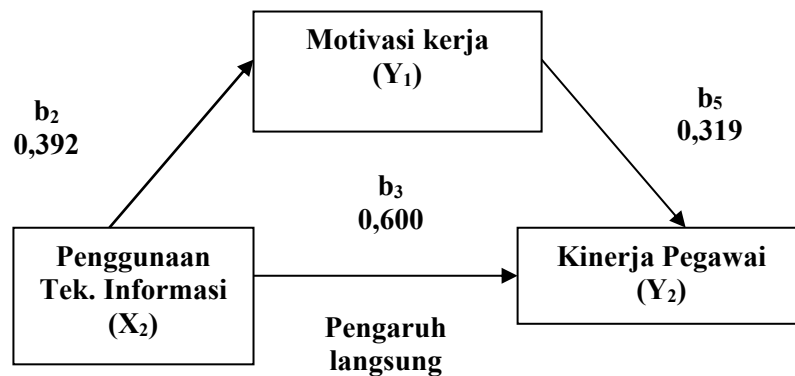 Motivasi kerja
(Y₁)
b₂
0,392
b₅
0,319
b₃
0,600
Penggunaan
Tek. Informasi
(X₂)
Kinerja Pegawai
(Y₂)
Pengaruh
langsung